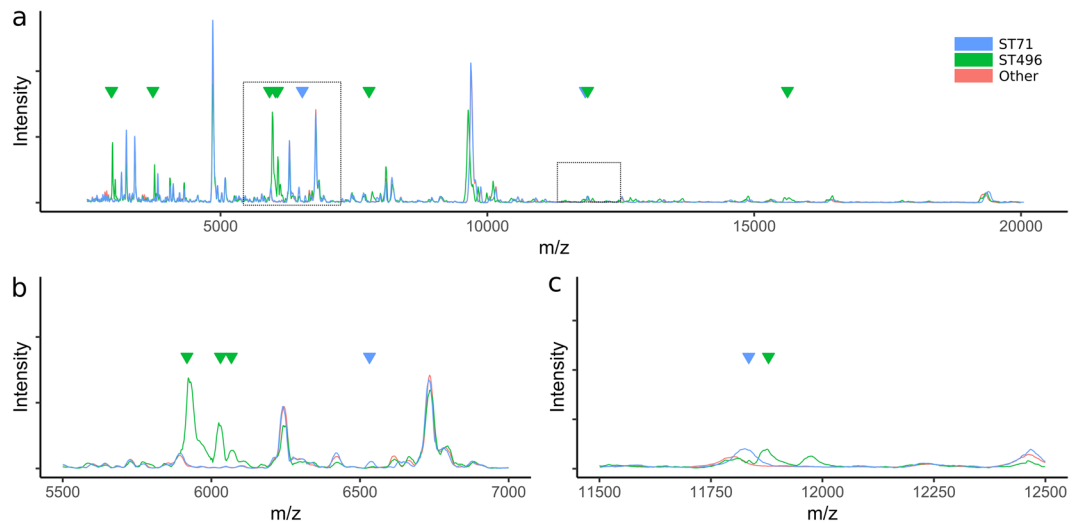 a
ST71
ST496
Other
Intensity
5000 10000 15000 20000
m/z
b
Intensity
5500 6000 6500 7000
m/z
c
Intensity
11500 11750 12000 12250 12500
m/z